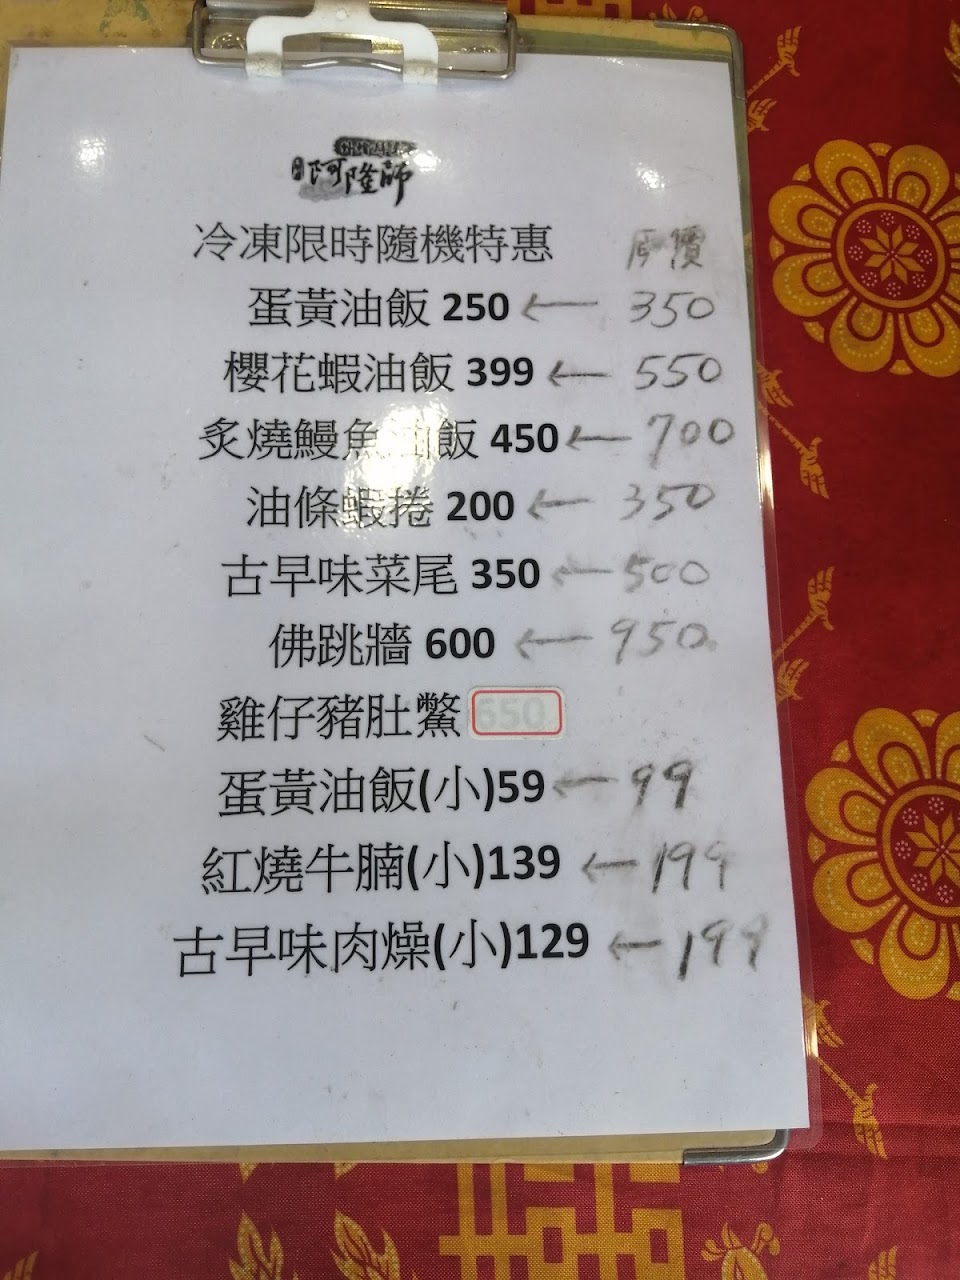 阿隆師
冷凍限時隨機特惠 原價
蛋黃油飯 250 ← 350
櫻花蝦油飯 399 ← 550
炙燒鰻魚油飯 450 ← 700
油條蝦捲 200 ← 350
古早味菜尾 350 ← 500
佛跳牆 600 ← 950
雞仔豬肚鱉 650
蛋黃油飯(小)59 ← 99
紅燒牛腩(小)139 ← 199
古早味肉燥(小)129 ← 199